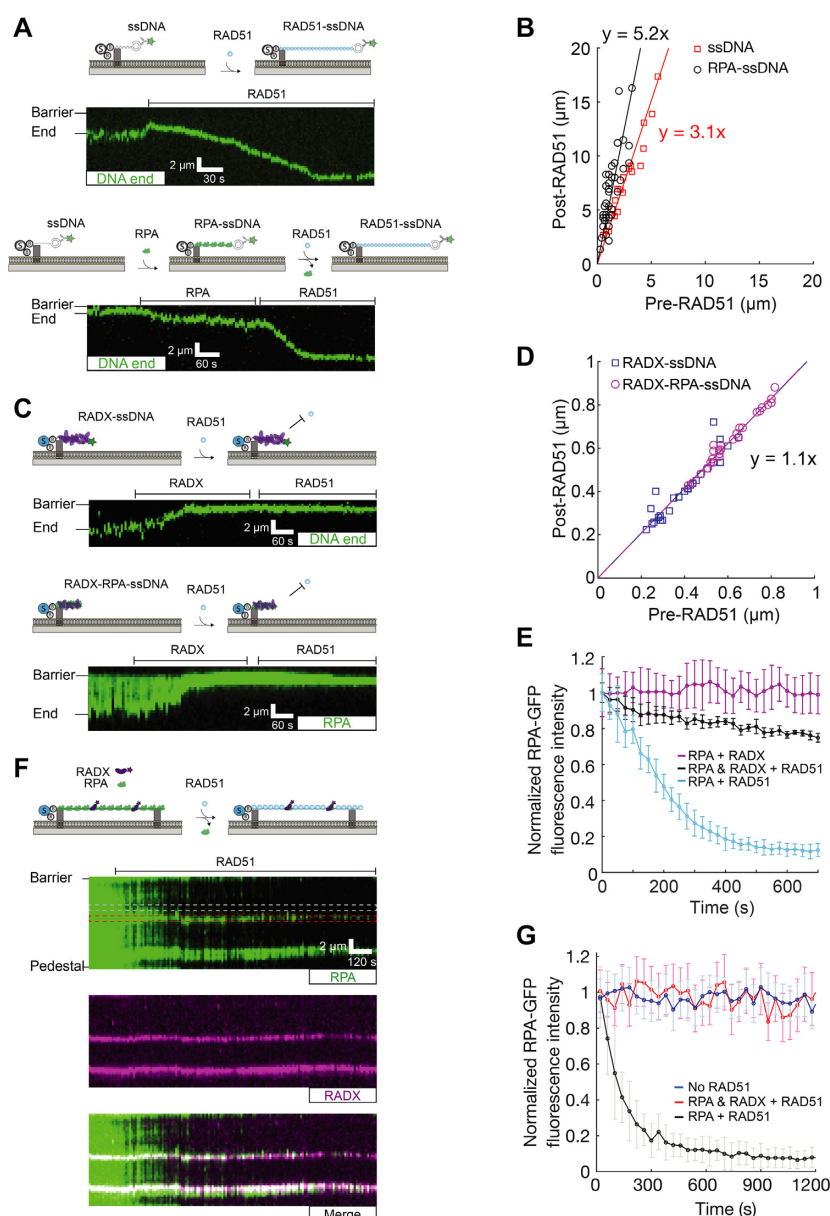 A
ssDNA
RAD51
RAD51-ssDNA
RAD51
Barrier
End
2 μm
30 s
DNA end
ssDNA
RPA
RPA-ssDNA
RAD51
RAD51-ssDNA
RPA
RAD51
Barrier
End
2 μm
60 s
DNA end
B
y = 5.2x
ssDNA
RPA-ssDNA
y = 3.1x
Post-RAD51 (μm)
20
15
10
5
0
0 5 10 15 20
Pre-RAD51 (μm)
C
RADX-ssDNA
RAD51
RADX
RAD51
Barrier
End
2 μm
60 s
DNA end
RADX-RPA-ssDNA
RAD51
RADX
RAD51
Barrier
End
2 μm
60 s
RPA
D
RADX-ssDNA
RADX-RPA-ssDNA
y = 1.1x
Post-RAD51 (μm)
1
0.8
0.6
0.4
0.2
0
0 0.2 0.4 0.6 0.8 1
Pre-RAD51 (μm)
E
Normalized RPA-GFP
fluorescence intensity
1.2
1
0.8
0.6
0.4
0.2
0
RPA + RADX
RPA & RADX + RAD51
RPA + RAD51
0 200 400 600
Time (s)
F
RADX
RPA
RAD51
RAD51
Barrier
Pedestal
2 μm
120 s
RPA
RADX
Merge
G
Normalized RPA-GFP
fluorescence intensity
1.2
1
0.8
0.6
0.4
0.2
0
No RAD51
RPA & RADX + RAD51
RPA + RAD51
0 300 600 900 1200
Time (s)